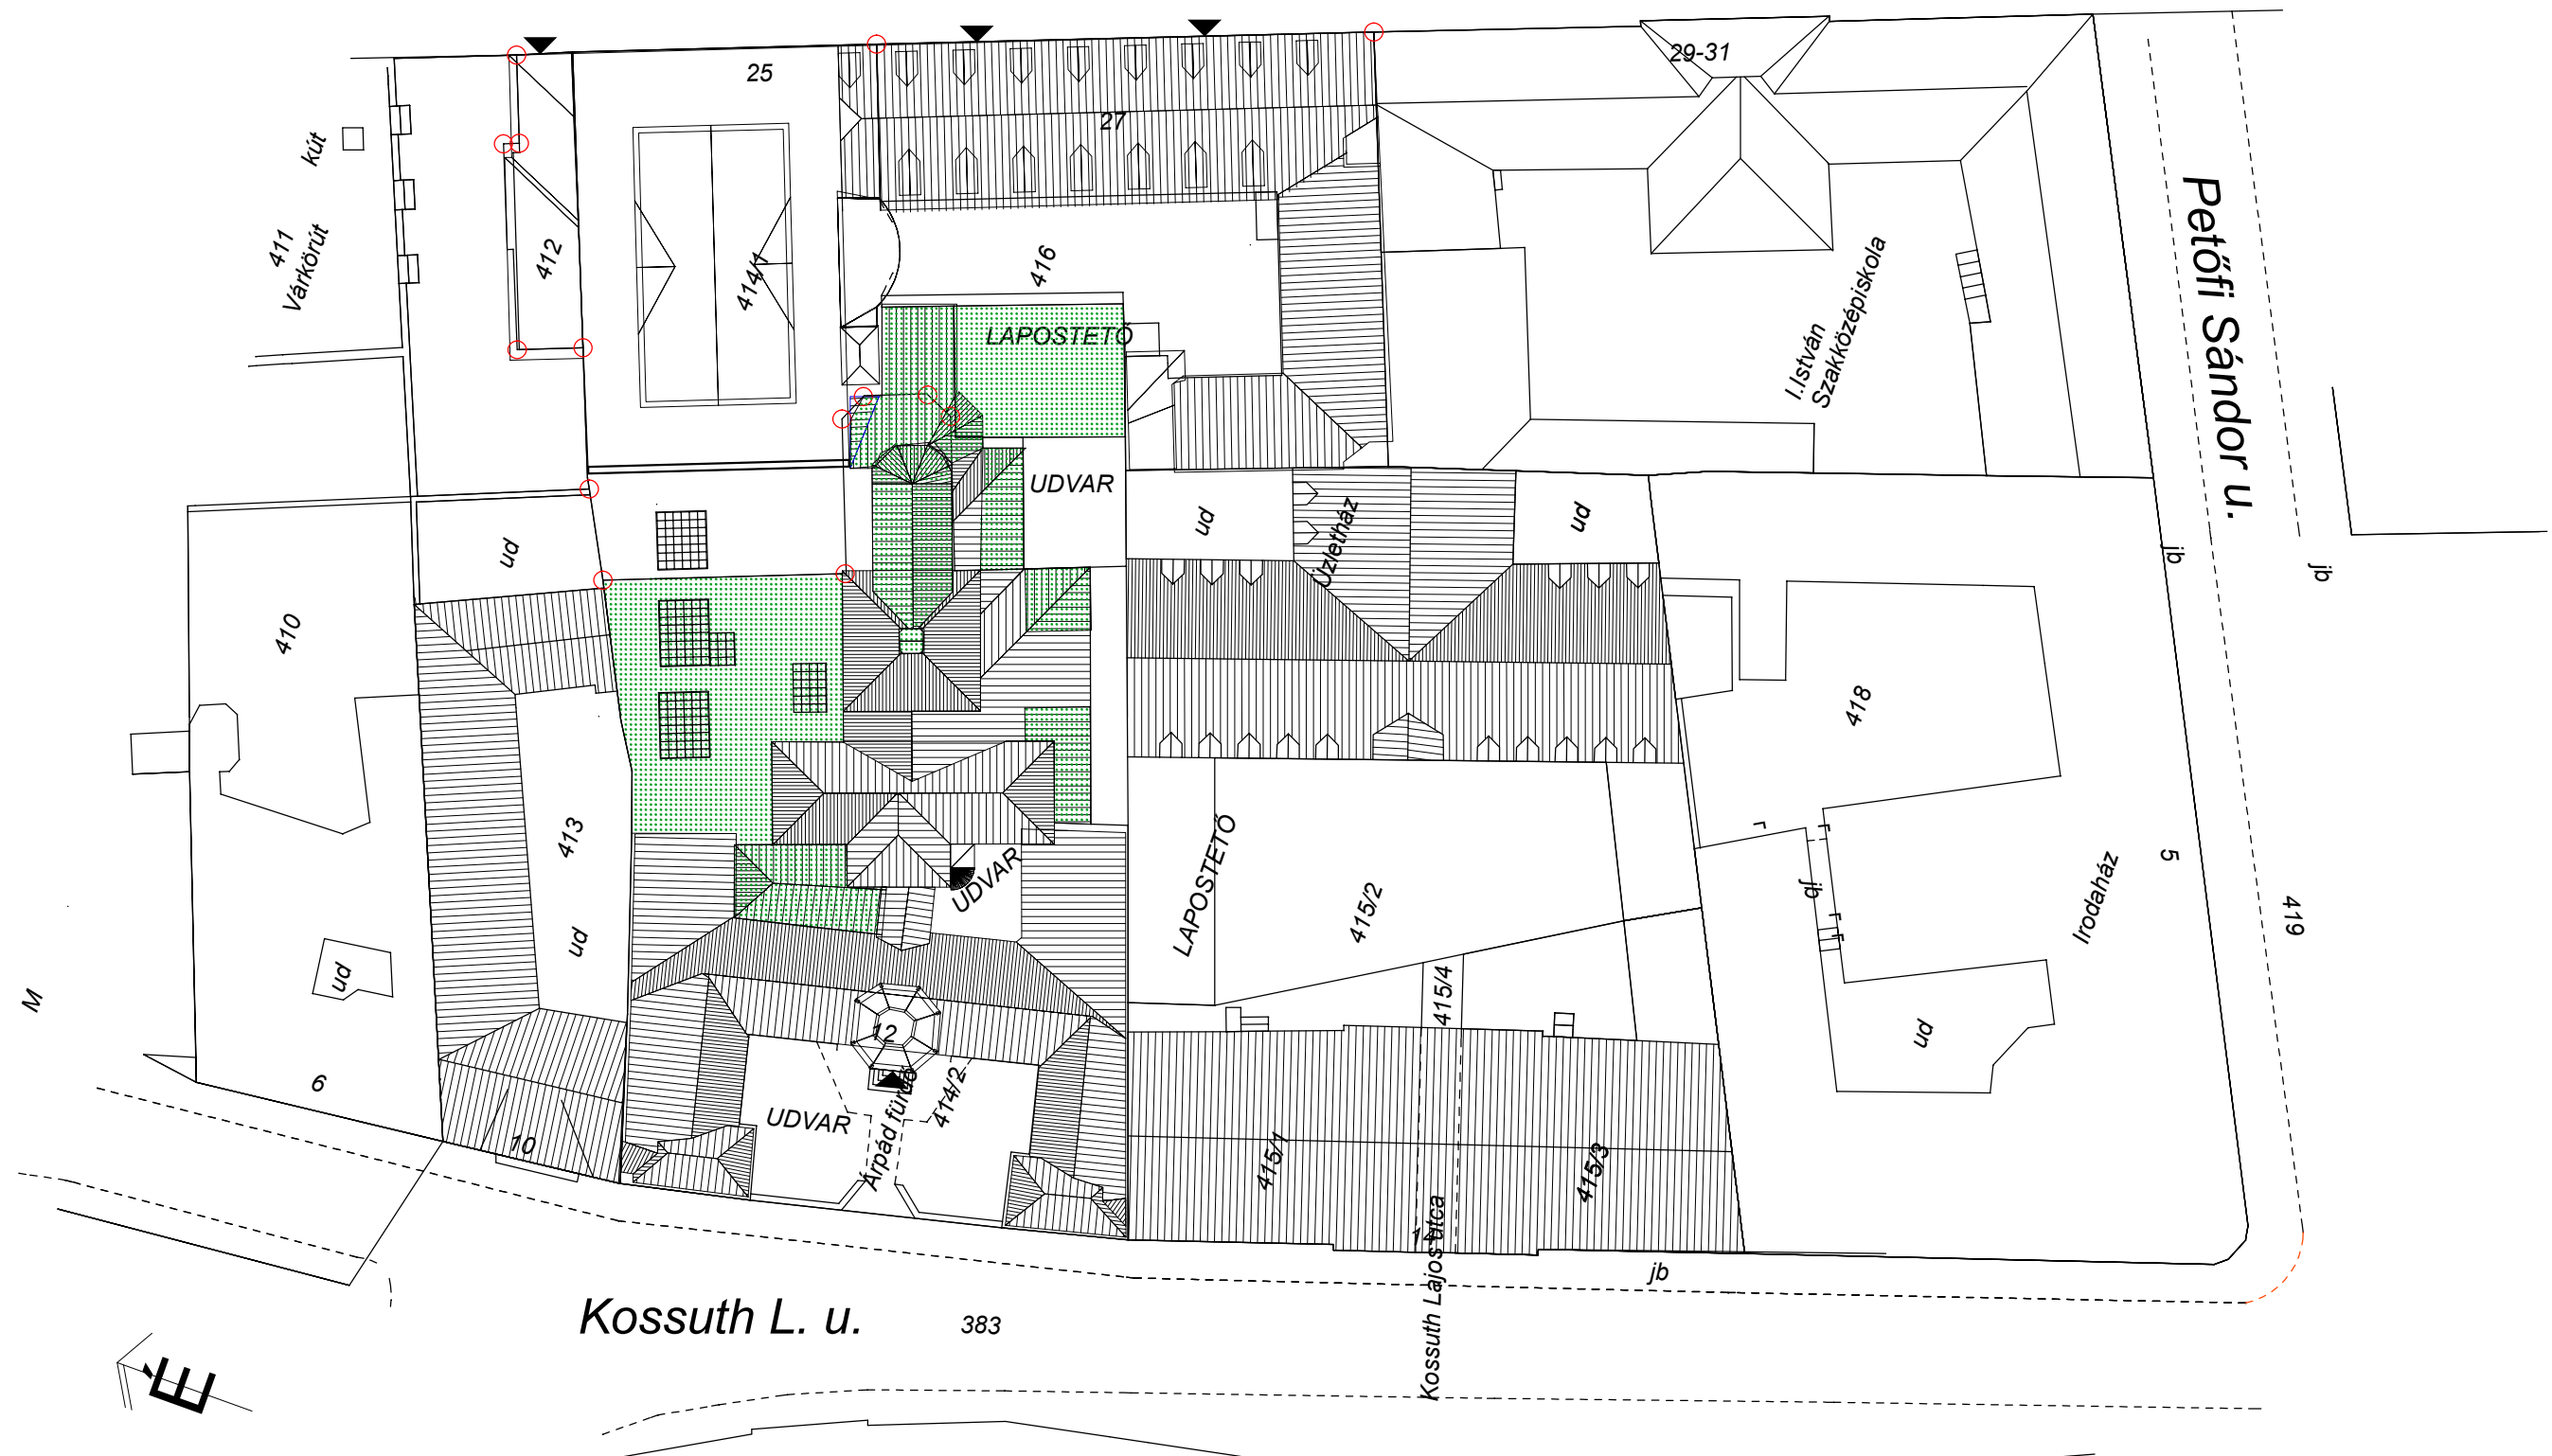 25
27
29-31
kút
411
Várkörút
412
414/1
416
LAPOSTETŐ
I.István
Szakközépiskola
Petőfi Sándor u.
UDVAR
ud
ud
Üzletház
ud
jb
jb
410
418
413
ud
UDVAR
LAPOSTETŐ
415/2
jb
Irodaház
5
419
ud
M
415/4
12
ud
6
10
UDVAR
Árpád fürdő
414/2
415/1
415/3
14
Kossuth Lajos utca
jb
Kossuth L. u.
383
É